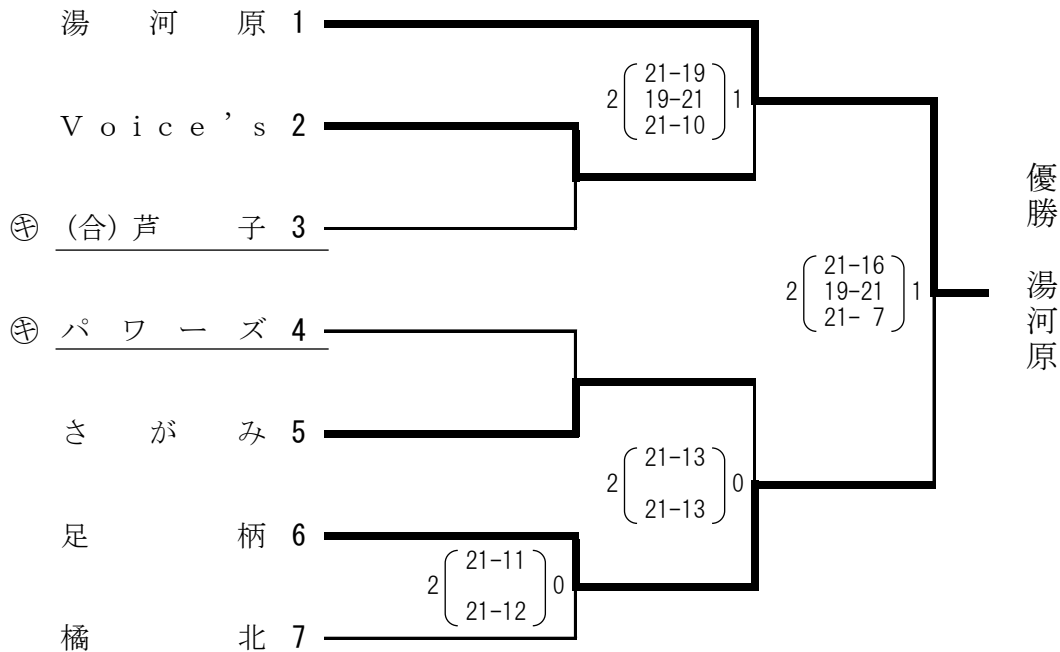 湯河原 1
21-19
2 19-21 1
21-10
Voice's 2
㋖ (合)芦子 3
優勝 湯河原
21-16
2 19-21 1
21- 7
㋖ パワーズ 4
さがみ 5
21-13
2 0
21-13
足柄 6
21-11
2 0
21-12
橘北 7